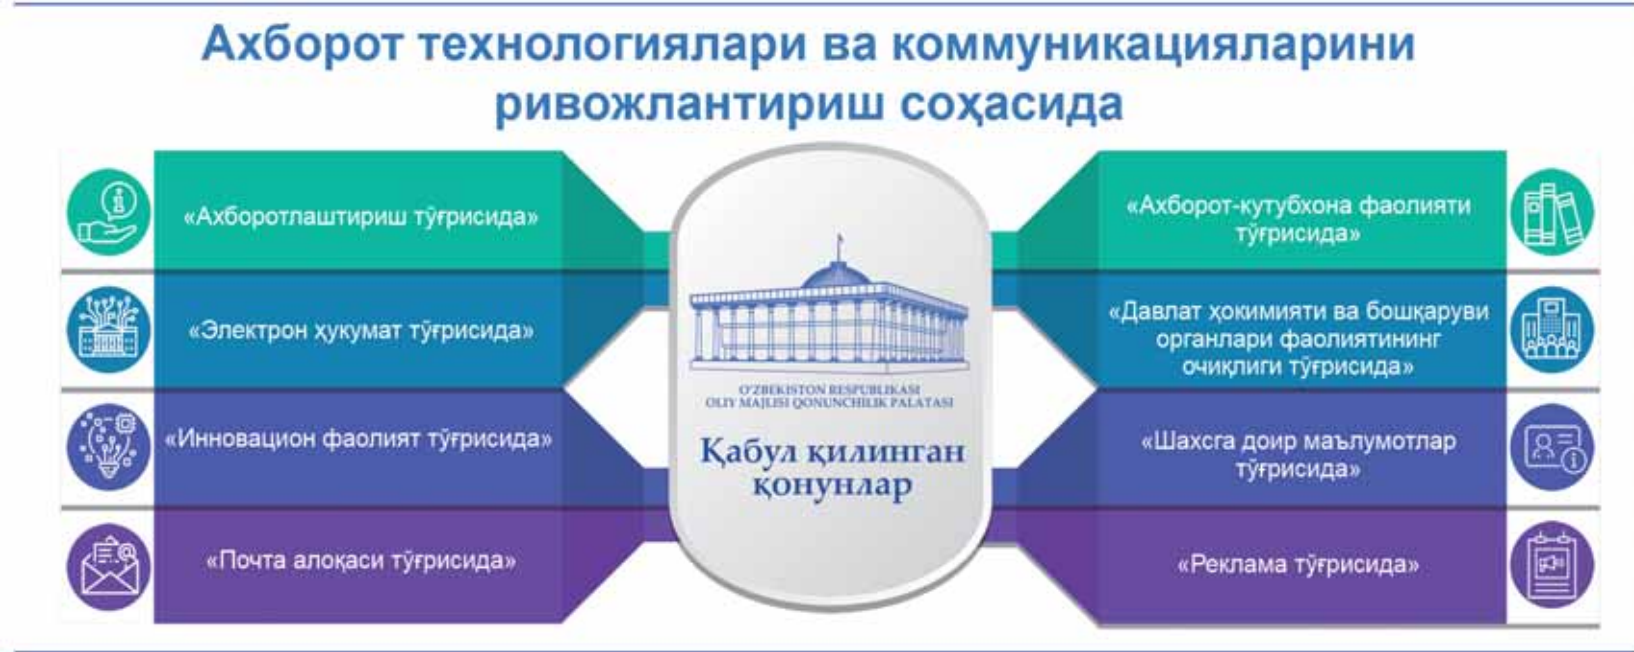 Ахборот технологиялари ва коммуникацияларини
ривожлантириш соҳасида
«Ахборотлаштириш тўғрисида»
«Электрон ҳукумат тўғрисида»
«Инновацион фаолият тўғрисида»
«Почта алоқаси тўғрисида»
O'ZBEKISTON RESPUBLIKASI
OLIY MAJLISI QONUNCHILIK PALATASI
Қабул қилинган
қонунлар
«Ахборот-кутубхона фаолияти
тўғрисида»
«Давлат ҳокимияти ва бошқаруви
органлари фаолиятининг
очиқлиги тўғрисида»
«Шахсга доир маълумотлар
тўғрисида»
«Реклама тўғрисида»